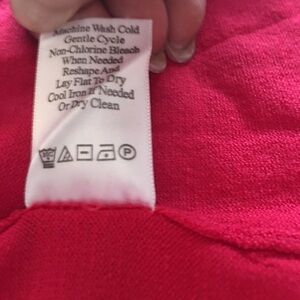 Machine Wash Cold
Gentle Cycle
Non-Chlorine Bleach
When Needed
Reshape And
Lay Flat To Dry
Cool Iron If Needed
Or Dry Clean
P